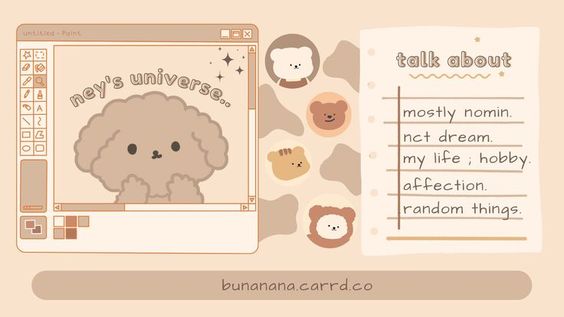 untitled - Paint
ney's universe..
talk about
mostly nomin.
nct dream.
my life ; hobby.
affection.
random things.
bunanana.carrd.co